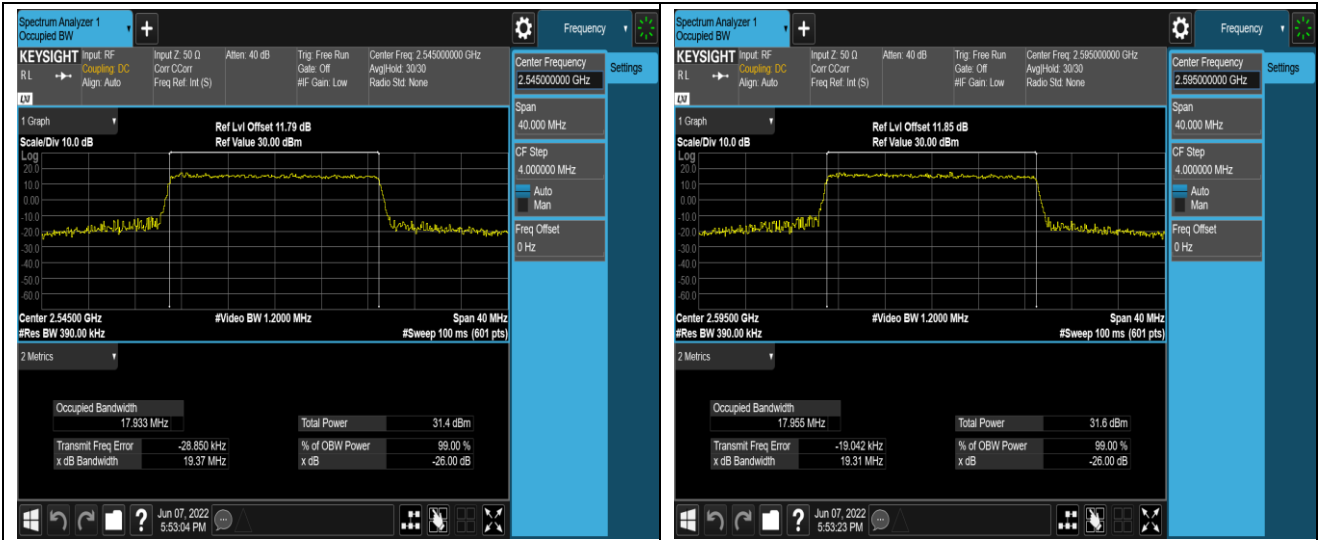 Spectrum Analyzer 1
Occupied BW
+
Frequency
KEYSIGHT
Input: RF
Coupling: DC
Align: Auto
Input Z: 50 Ω
Corr CCorr
Freq Ref: Int (S)
Atten: 40 dB
Trig: Free Run
Gate: Off
#IF Gain: Low
Center Freq: 2.545000000 GHz
Avg|Hold: 30/30
Radio Std: None
RL
LXI
Center Frequency
2.545000000 GHz
Settings
Span
40.000 MHz
CF Step
4.000000 MHz
Auto
Man
Freq Offset
0 Hz
1 Graph
Scale/Div 10.0 dB
Ref Lvl Offset 11.79 dB
Ref Value 30.00 dBm
Log
20.0
10.0
0.00
-10.0
-20.0
-30.0
-40.0
-50.0
-60.0
Center 2.54500 GHz
#Video BW 1.2000 MHz
Span 40 MHz
#Res BW 390.00 kHz
#Sweep 100 ms (601 pts)
2 Metrics
Occupied Bandwidth
17.933 MHz
Total Power 31.4 dBm
Transmit Freq Error -28.850 kHz
% of OBW Power 99.00 %
x dB Bandwidth 19.37 MHz
x dB -26.00 dB
?
Jun 07, 2022
5:53:04 PM
Spectrum Analyzer 1
Occupied BW
+
Frequency
KEYSIGHT
Input: RF
Coupling: DC
Align: Auto
Input Z: 50 Ω
Corr CCorr
Freq Ref: Int (S)
Atten: 40 dB
Trig: Free Run
Gate: Off
#IF Gain: Low
Center Freq: 2.595000000 GHz
Avg|Hold: 30/30
Radio Std: None
RL
LXI
Center Frequency
2.595000000 GHz
Settings
Span
40.000 MHz
CF Step
4.000000 MHz
Auto
Man
Freq Offset
0 Hz
1 Graph
Scale/Div 10.0 dB
Ref Lvl Offset 11.85 dB
Ref Value 30.00 dBm
Log
20.0
10.0
0.00
-10.0
-20.0
-30.0
-40.0
-50.0
-60.0
Center 2.59500 GHz
#Video BW 1.2000 MHz
Span 40 MHz
#Res BW 390.00 kHz
#Sweep 100 ms (601 pts)
2 Metrics
Occupied Bandwidth
17.955 MHz
Total Power 31.6 dBm
Transmit Freq Error -19.042 kHz
% of OBW Power 99.00 %
x dB Bandwidth 19.31 MHz
x dB -26.00 dB
?
Jun 07, 2022
5:53:23 PM